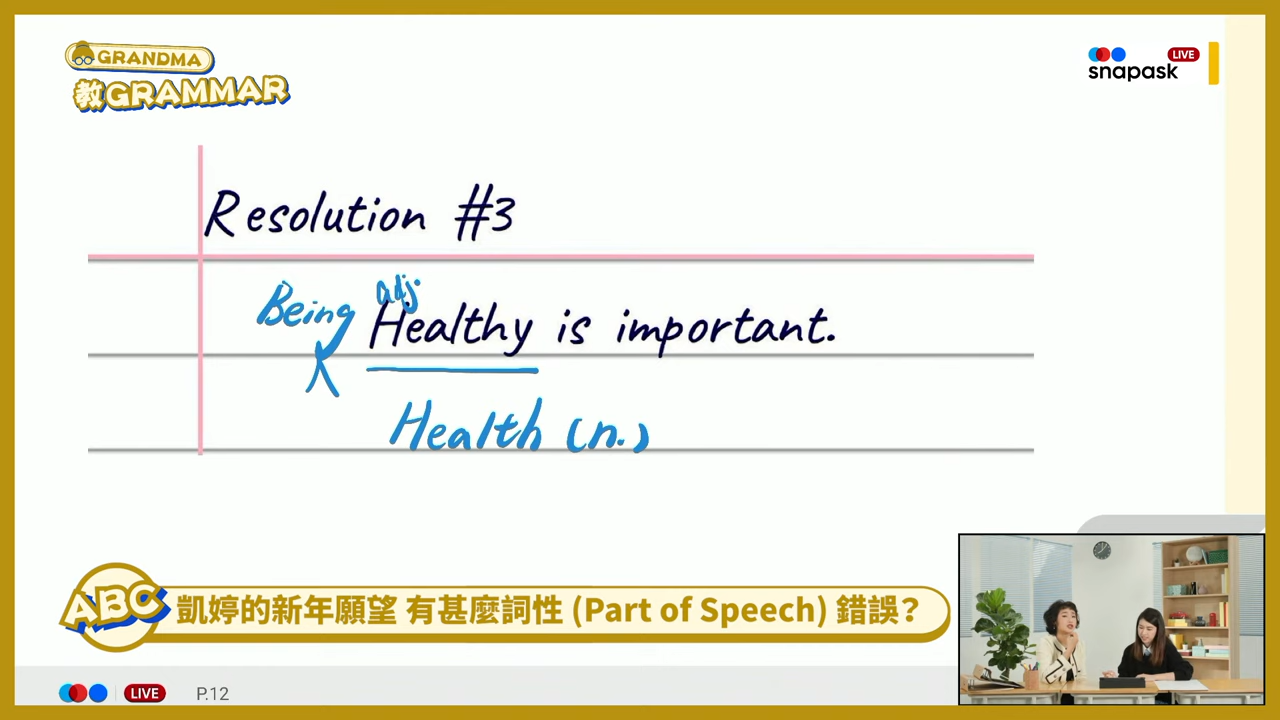 GRANDMA
教GRAMMAR
LIVE
snapask
Resolution #3
Being adj. Healthy is important.
Health (n.)
ABC 凱婷的新年願望 有甚麼詞性 (Part of Speech) 錯誤?
LIVE P.12